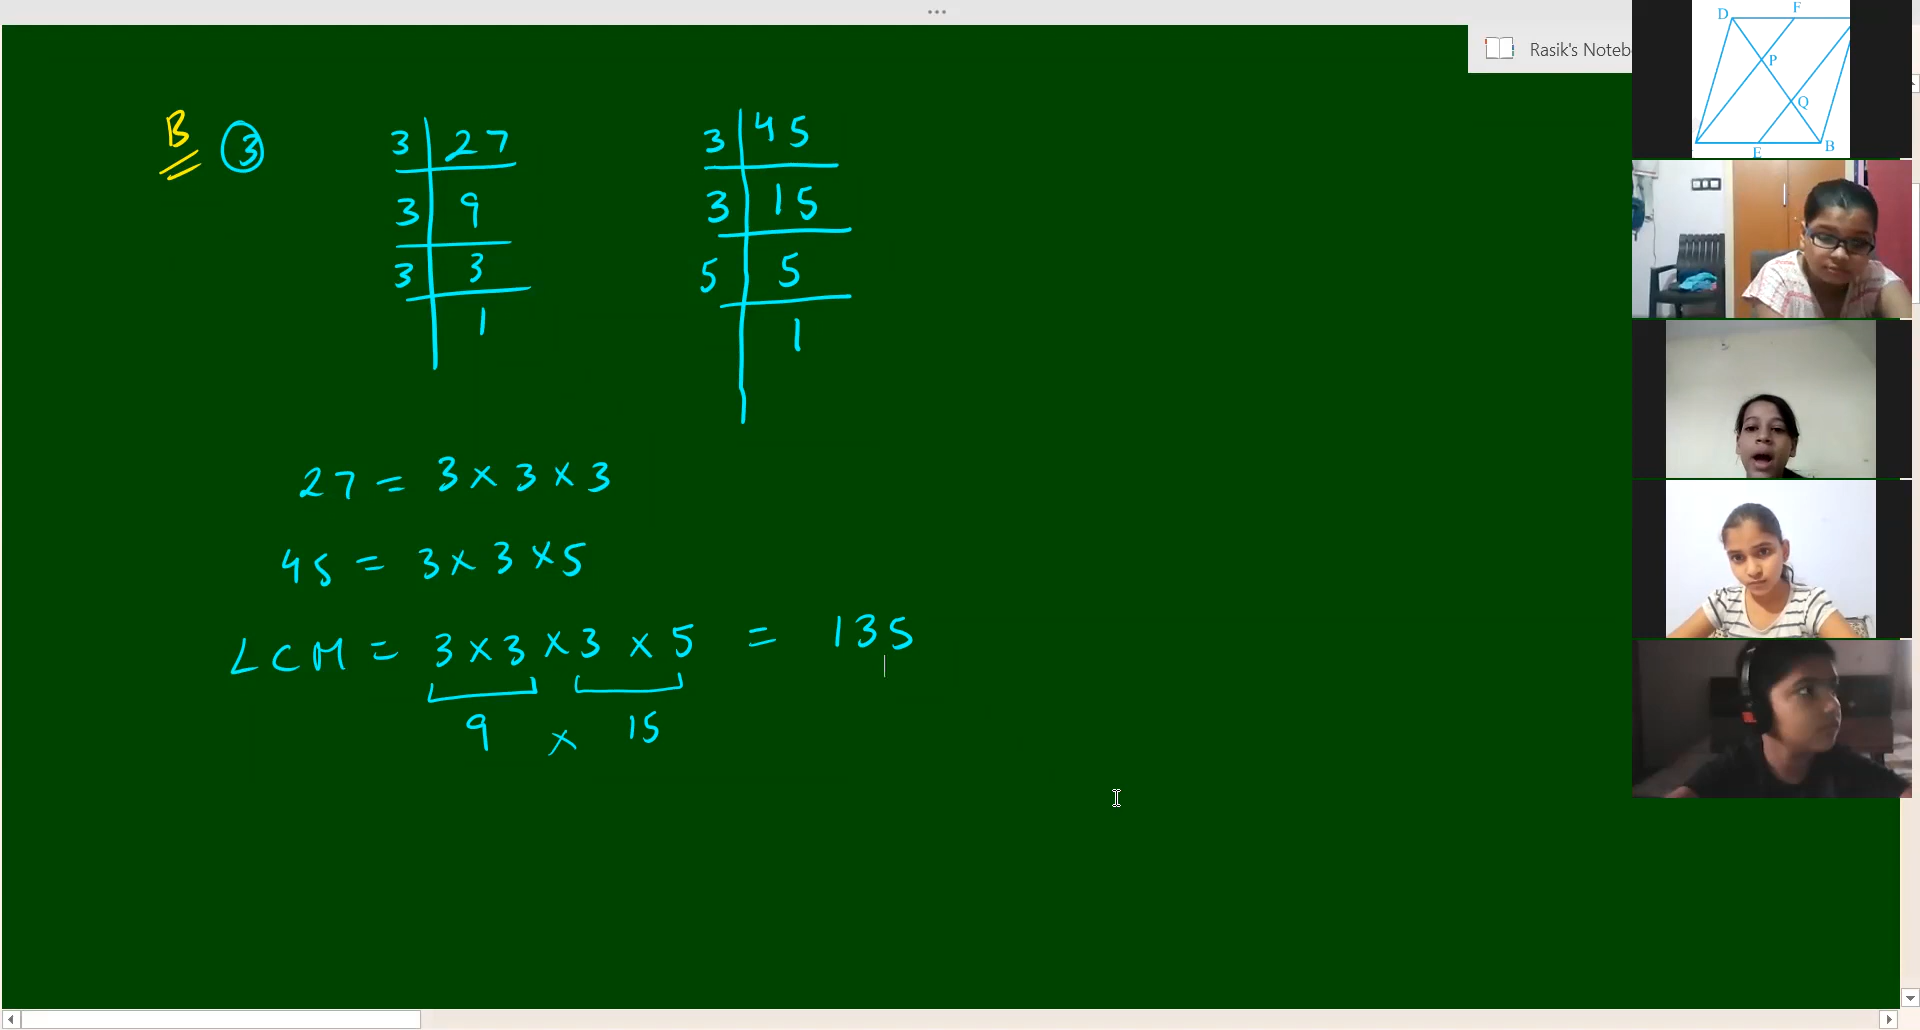 Rasik's Noteb
D F
P
Q
E B
B 3
3 27
3 9
3 3
1
3 45
3 15
5 5
1
27 = 3 x 3 x 3
45 = 3 x 3 x 5
LCM = 3 x 3 x 3 x 5 = 135
9 x 15